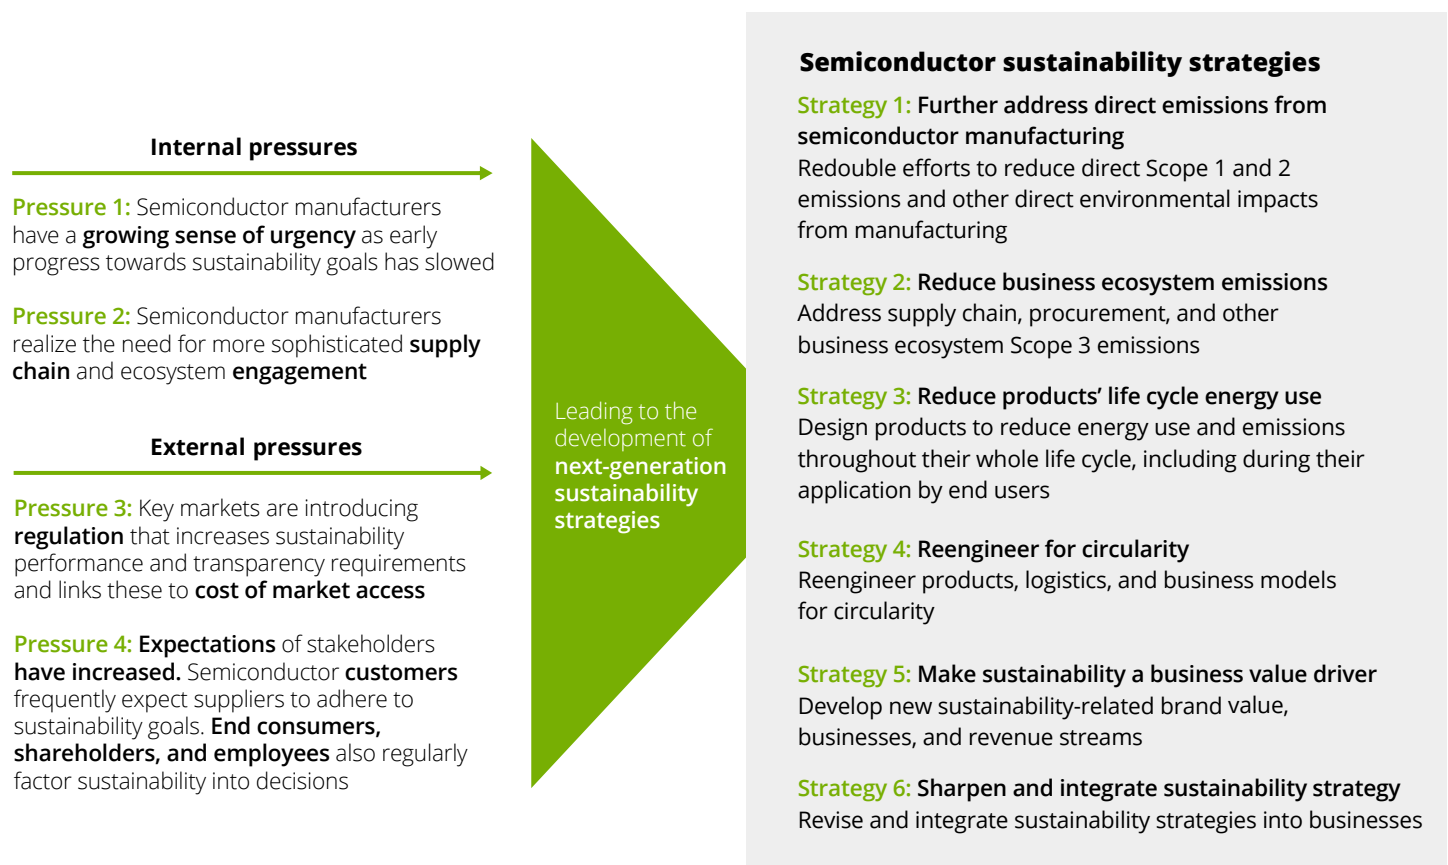 Internal pressures
Pressure 1: Semiconductor manufacturers
have a growing sense of urgency as early
progress towards sustainability goals has slowed
Pressure 2: Semiconductor manufacturers
realize the need for more sophisticated supply
chain and ecosystem engagement
External pressures
Pressure 3: Key markets are introducing
regulation that increases sustainability
performance and transparency requirements
and links these to cost of market access
Pressure 4: Expectations of stakeholders
have increased. Semiconductor customers
frequently expect suppliers to adhere to
sustainability goals. End consumers,
shareholders, and employees also regularly
factor sustainability into decisions
Leading to the
development of
next-generation
sustainability
strategies
Semiconductor sustainability strategies
Strategy 1: Further address direct emissions from
semiconductor manufacturing
Redouble efforts to reduce direct Scope 1 and 2
emissions and other direct environmental impacts
from manufacturing
Strategy 2: Reduce business ecosystem emissions
Address supply chain, procurement, and other
business ecosystem Scope 3 emissions
Strategy 3: Reduce products’ life cycle energy use
Design products to reduce energy use and emissions
throughout their whole life cycle, including during their
application by end users
Strategy 4: Reengineer for circularity
Reengineer products, logistics, and business models
for circularity
Strategy 5: Make sustainability a business value driver
Develop new sustainability-related brand value,
businesses, and revenue streams
Strategy 6: Sharpen and integrate sustainability strategy
Revise and integrate sustainability strategies into businesses